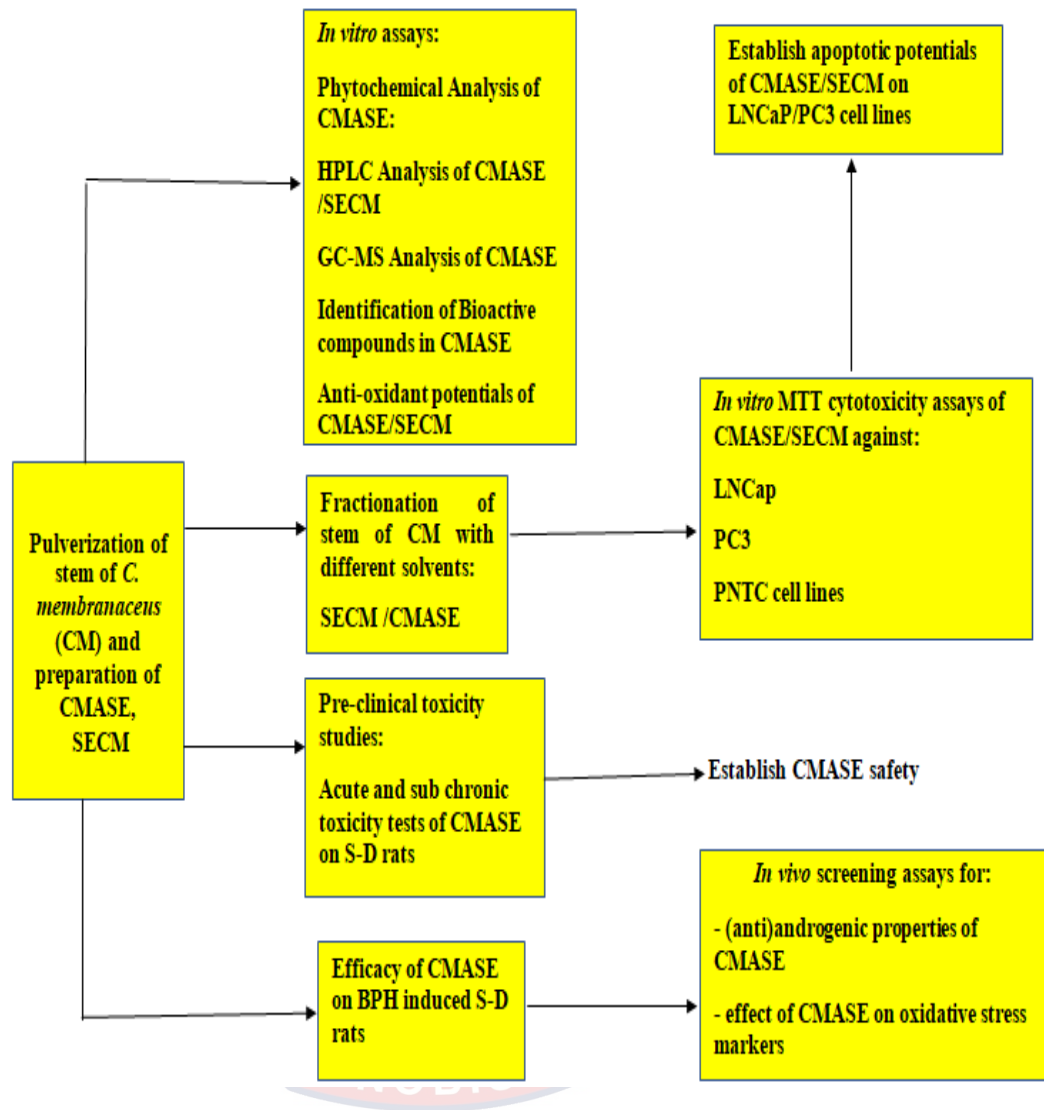 In vitro assays:
Phytochemical Analysis of
CMASE:
HPLC Analysis of CMASE
/SECM
GC-MS Analysis of CMASE
Identification of Bioactive
compounds in CMASE
Anti-oxidant potentials of
CMASE/SECM
Establish apoptotic potentials
of CMASE/SECM on
LNCaP/PC3 cell lines
Pulverization of
stem of C.
membranaceus
(CM) and
preparation of
CMASE,
SECM
Fractionation of
stem of CM with
different solvents:
SECM /CMASE
In vitro MTT cytotoxicity assays of
CMASE/SECM against:
LNCap
PC3
PNTC cell lines
Pre-clinical toxicity
studies:
Acute and sub chronic
toxicity tests of CMASE
on S-D rats
Establish CMASE safety
Efficacy of CMASE
on BPH induced S-D
rats
In vivo screening assays for:
- (anti)androgenic properties of
CMASE
- effect of CMASE on oxidative stress
markers